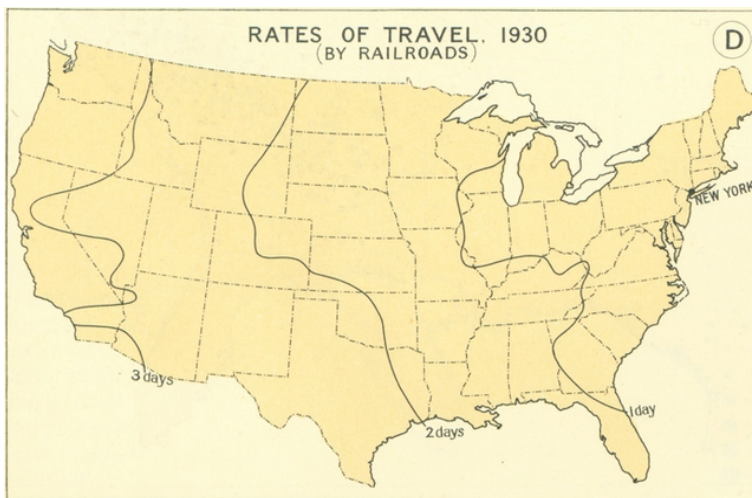 RATES OF TRAVEL. 1930
(BY RAILROADS)
D
NEW YORK
3 days
2 days
1 day